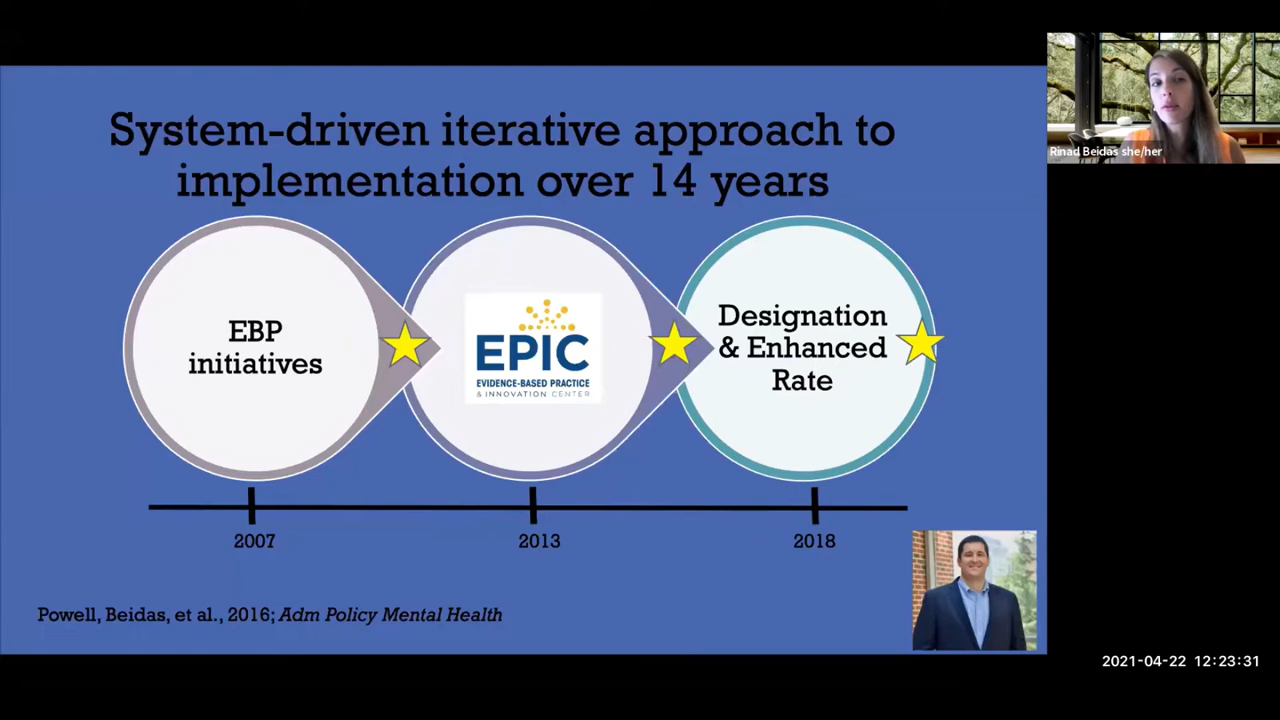 System-driven iterative approach to
implementation over 14 years
EBP
initiatives
EPIC
EVIDENCE-BASED PRACTICE
& INNOVATION CENTER
Designation
& Enhanced
Rate
2007
2013
2018
Powell, Beidas, et al., 2016; Adm Policy Mental Health
Rinad Beidas she/her
2021-04-22 12:23:31